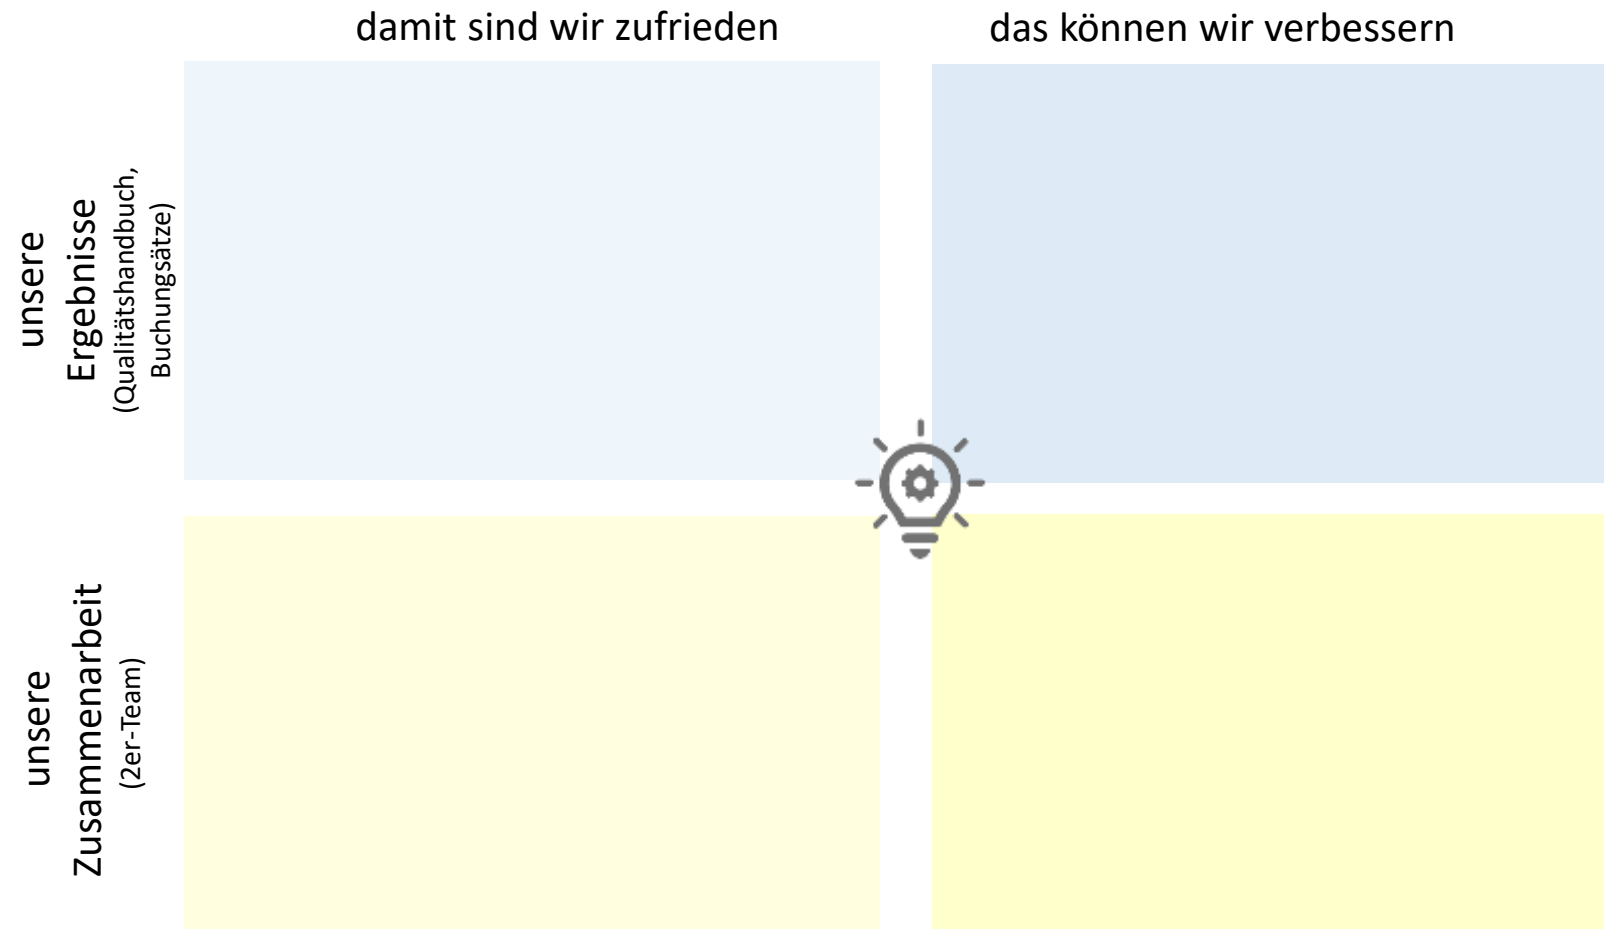 damit sind wir zufrieden
das können wir verbessern
unsere
Ergebnisse
(Qualitätshandbuch,
Buchungsätze)
unsere
Zusammenarbeit
(2er-Team)